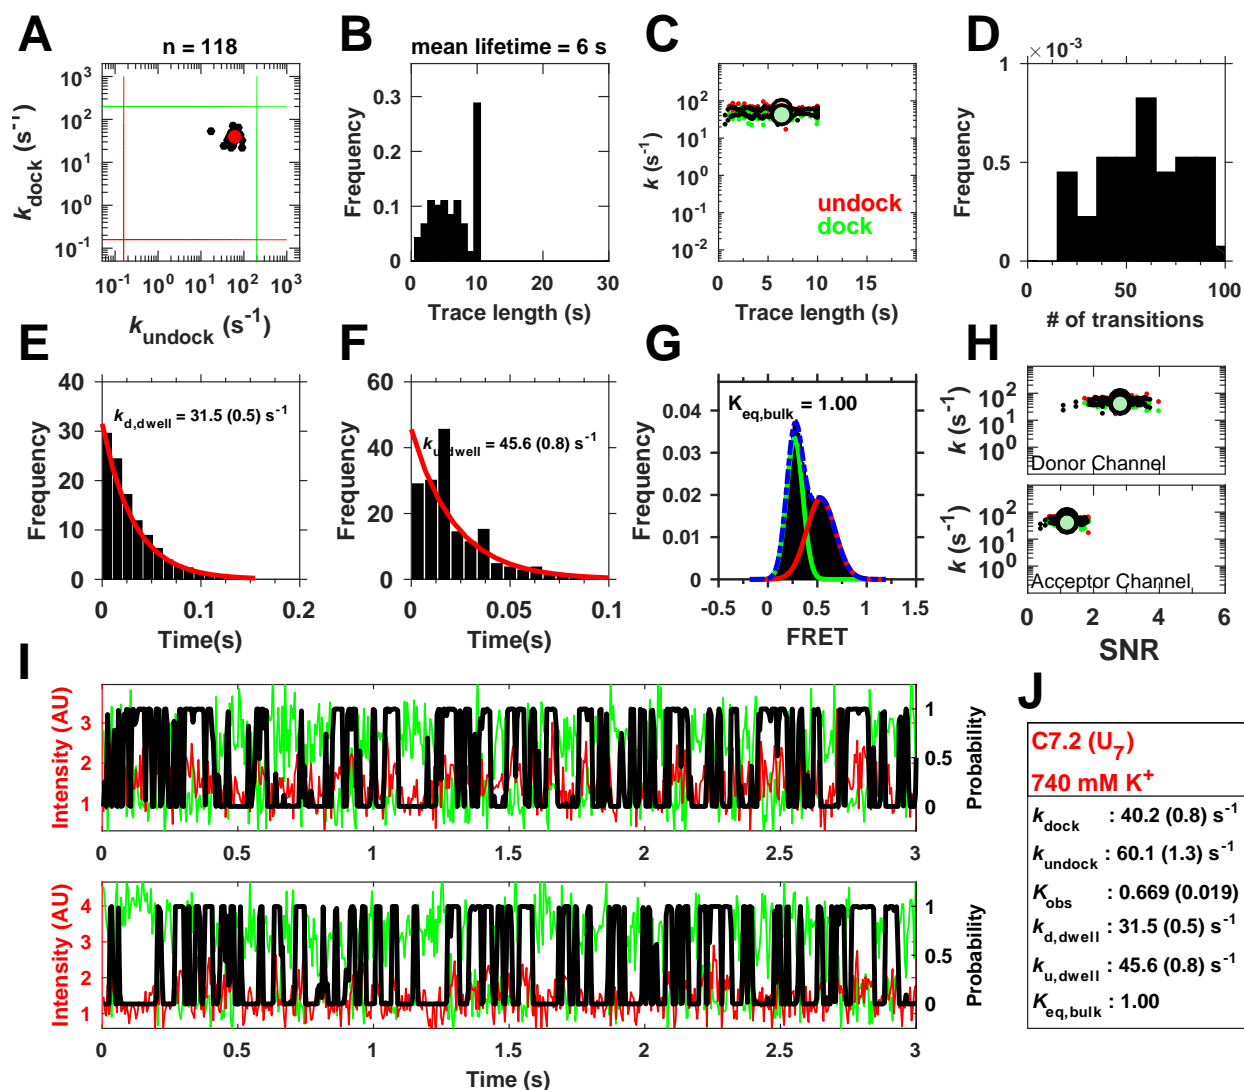 A
n = 118
k_dock (s⁻¹)
10³
10²
10¹
10⁰
10⁻¹
10⁻¹ 10⁰ 10¹ 10² 10³
k_undock (s⁻¹)
B
mean lifetime = 6 s
Frequency
0.3
0.2
0.1
0
0 10 20 30
Trace length (s)
C
k (s⁻¹)
10²
10¹
10⁰
10⁻¹
10⁻²
undock
dock
0 5 10 15
Trace length (s)
D
×10⁻³
Frequency
1
0.5
0
0 50 100
# of transitions
E
Frequency
40
30
20
10
0
k_d,dwell = 31.5 (0.5) s⁻¹
0 0.1 0.2
Time(s)
F
Frequency
60
40
20
0
= 45.6 (0.8) s⁻¹
0 0.05 0.1
Time(s)
G
K_eq,bulk = 1.00
Frequency
0.04
0.03
0.02
0.01
0
-0.5 0 0.5 1 1.5
FRET
H
k (s⁻¹)
10²
10¹
10⁰
Donor Channel
k (s⁻¹)
10²
10¹
10⁰
Acceptor Channel
0 2 4 6
SNR
I
Intensity (AU)
3
2
1
Probability
1
0.5
0
0 0.5 1 1.5 2 2.5 3
Intensity (AU)
4
3
2
1
Probability
1
0.5
0
0 0.5 1 1.5 2 2.5 3
Time (s)
J
C7.2 (U₇)
740 mM K⁺
k_dock : 40.2 (0.8) s⁻¹
k_undock : 60.1 (1.3) s⁻¹
K_obs : 0.669 (0.019)
k_d,dwell : 31.5 (0.5) s⁻¹
k_u,dwell : 45.6 (0.8) s⁻¹
K_eq,bulk : 1.00